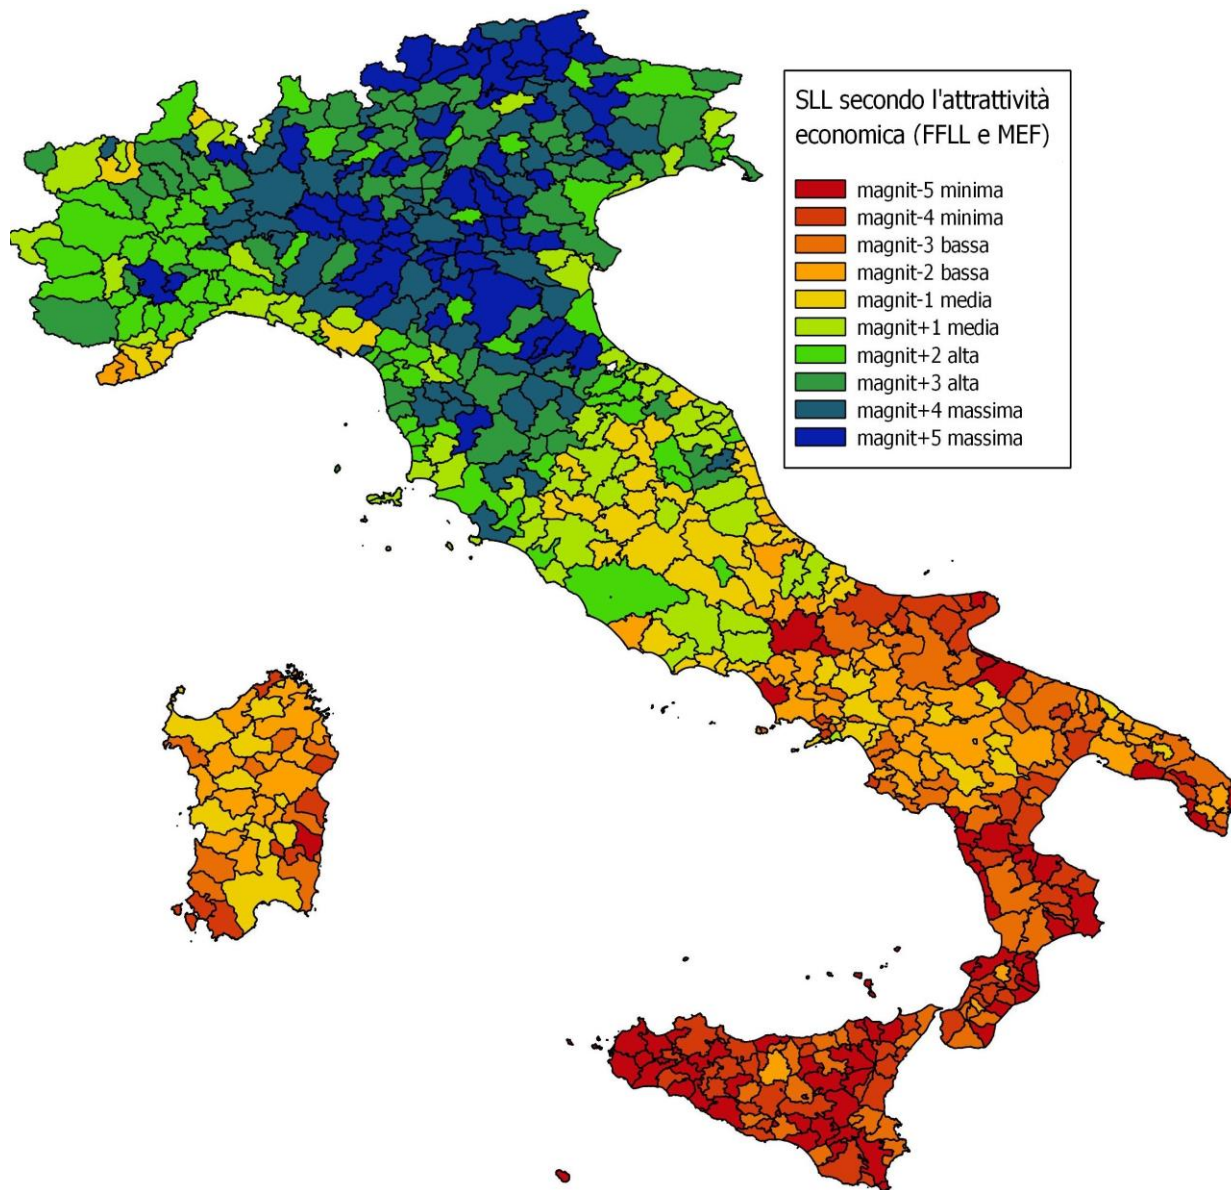 SLL secondo l'attrattività
economica (FFLL e MEF)
magnit-5 minima
magnit-4 minima
magnit-3 bassa
magnit-2 bassa
magnit-1 media
magnit+1 media
magnit+2 alta
magnit+3 alta
magnit+4 massima
magnit+5 massima